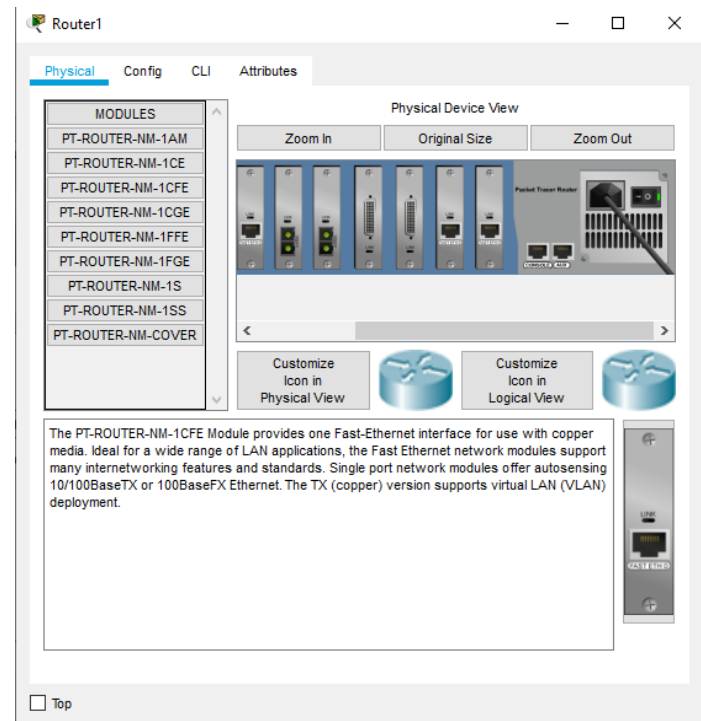 Router1
Physical Config CLI Attributes
MODULES
PT-ROUTER-NM-1AM
PT-ROUTER-NM-1CE
PT-ROUTER-NM-1CFE
PT-ROUTER-NM-1CGE
PT-ROUTER-NM-1FFE
PT-ROUTER-NM-1FGE
PT-ROUTER-NM-1S
PT-ROUTER-NM-1SS
PT-ROUTER-NM-COVER
Physical Device View
Zoom In Original Size Zoom Out
LINK LINK LINK
Packet Tracer Router
CONSOLE AUX
Customize
Icon in
Physical View
Customize
Icon in
Logical View
The PT-ROUTER-NM-1CFE Module provides one Fast-Ethernet interface for use with copper
media. Ideal for a wide range of LAN applications, the Fast Ethernet network modules support
many internetworking features and standards. Single port network modules offer autosensing
10/100BaseTX or 100BaseFX Ethernet. The TX (copper) version supports virtual LAN (VLAN)
deployment.
LINK
FAST ETH 0
Top